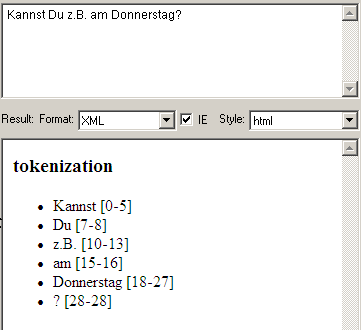 Kannst Du z.B. am Donnerstag?
Result: Format: XML IE Style: html
tokenization
Kannst [0-5]
Du [7-8]
z.B. [10-13]
am [15-16]
Donnerstag [18-27]
? [28-28]